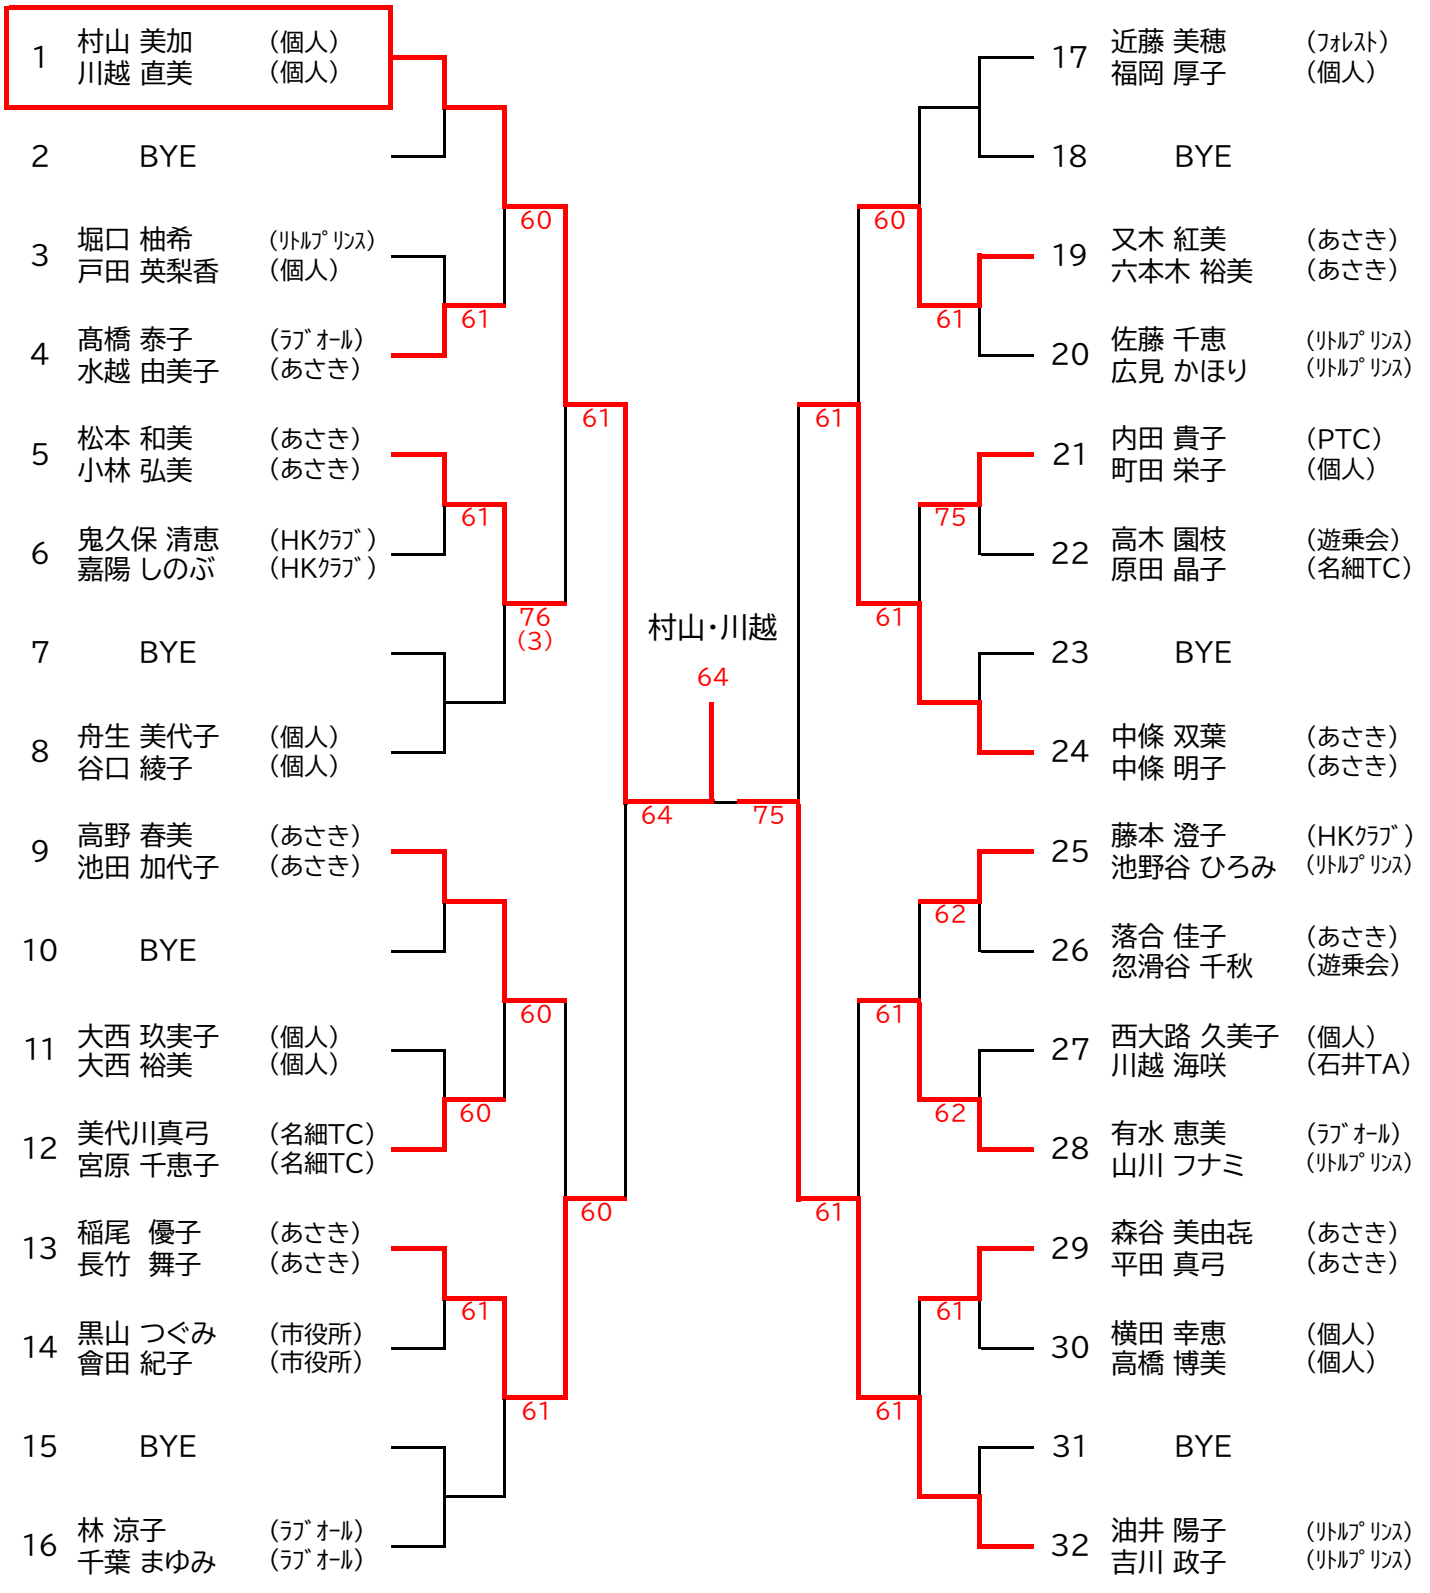 1 村山 美加 (個人)
川越 直美 (個人)
2 BYE
3 堀口 柚希 (ﾘﾄﾙﾌﾟﾘﾝｽ)
戸田 英梨香 (個人)
4 髙橋 泰子 (ﾗﾌﾞｵｰﾙ)
水越 由美子 (あさき)
5 松本 和美 (あさき)
小林 弘美 (あさき)
6 鬼久保 清恵 (HKｸﾗﾌﾞ)
嘉陽 しのぶ (HKｸﾗﾌﾞ)
7 BYE
8 舟生 美代子 (個人)
谷口 綾子 (個人)
9 高野 春美 (あさき)
池田 加代子 (あさき)
10 BYE
11 大西 玖実子 (個人)
大西 裕美 (個人)
12 美代川真弓 (名細TC)
宮原 千恵子 (名細TC)
13 稲尾 優子 (あさき)
長竹 舞子 (あさき)
14 黒山 つぐみ (市役所)
會田 紀子 (市役所)
15 BYE
16 林 涼子 (ﾗﾌﾞｵｰﾙ)
千葉 まゆみ (ﾗﾌﾞｵｰﾙ)
60
61
61
61
76
(3)
60
60
61
60
61
村山・川越
64
64
75
60
61
61
75
61
62
61
62
61
61
61
17 近藤 美穂 (ﾌｫﾚｽﾄ)
福岡 厚子 (個人)
18 BYE
19 又木 紅美 (あさき)
六本木 裕美 (あさき)
20 佐藤 千恵 (ﾘﾄﾙﾌﾟﾘﾝｽ)
広見 かほり (ﾘﾄﾙﾌﾟﾘﾝｽ)
21 内田 貴子 (PTC)
町田 栄子 (個人)
22 高木 園枝 (遊乗会)
原田 晶子 (名細TC)
23 BYE
24 中條 双葉 (あさき)
中條 明子 (あさき)
25 藤本 澄子 (HKｸﾗﾌﾞ)
池野谷 ひろみ (ﾘﾄﾙﾌﾟﾘﾝｽ)
26 落合 佳子 (あさき)
忽滑谷 千秋 (遊乗会)
27 西大路 久美子 (個人)
川越 海咲 (石井TA)
28 有水 恵美 (ﾗﾌﾞｵｰﾙ)
山川 フナミ (ﾘﾄﾙﾌﾟﾘﾝｽ)
29 森谷 美由㐂 (あさき)
平田 真弓 (あさき)
30 横田 幸恵 (個人)
高橋 博美 (個人)
31 BYE
32 油井 陽子 (ﾘﾄﾙﾌﾟﾘﾝｽ)
吉川 政子 (ﾘﾄﾙﾌﾟﾘﾝｽ)